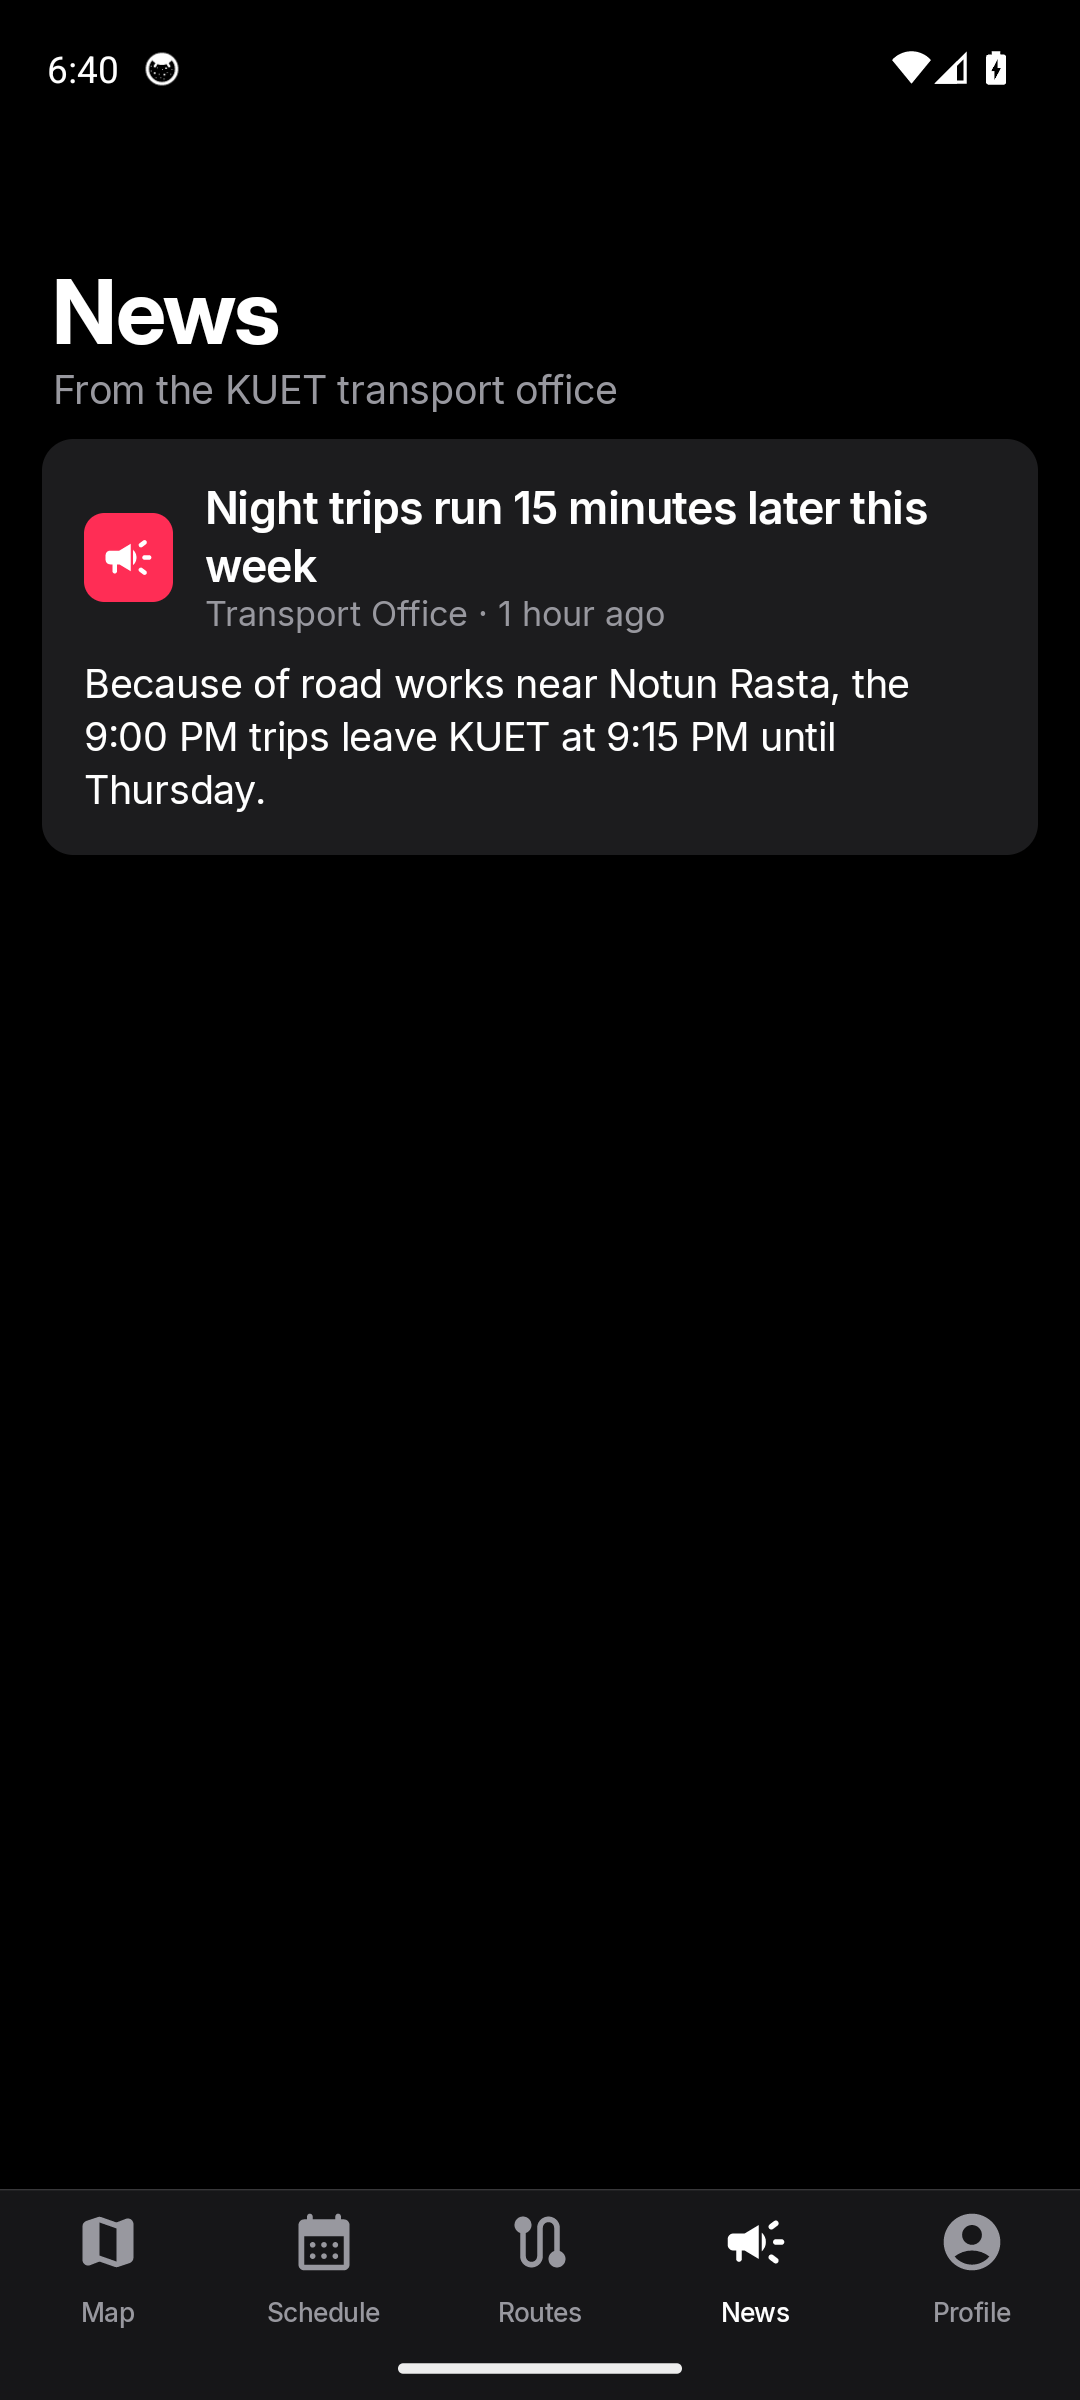 6:40
News
From the KUET transport office
Night trips run 15 minutes later this
week
Transport Office · 1 hour ago
Because of road works near Notun Rasta, the
9:00 PM trips leave KUET at 9:15 PM until
Thursday.
Map Schedule Routes News Profile